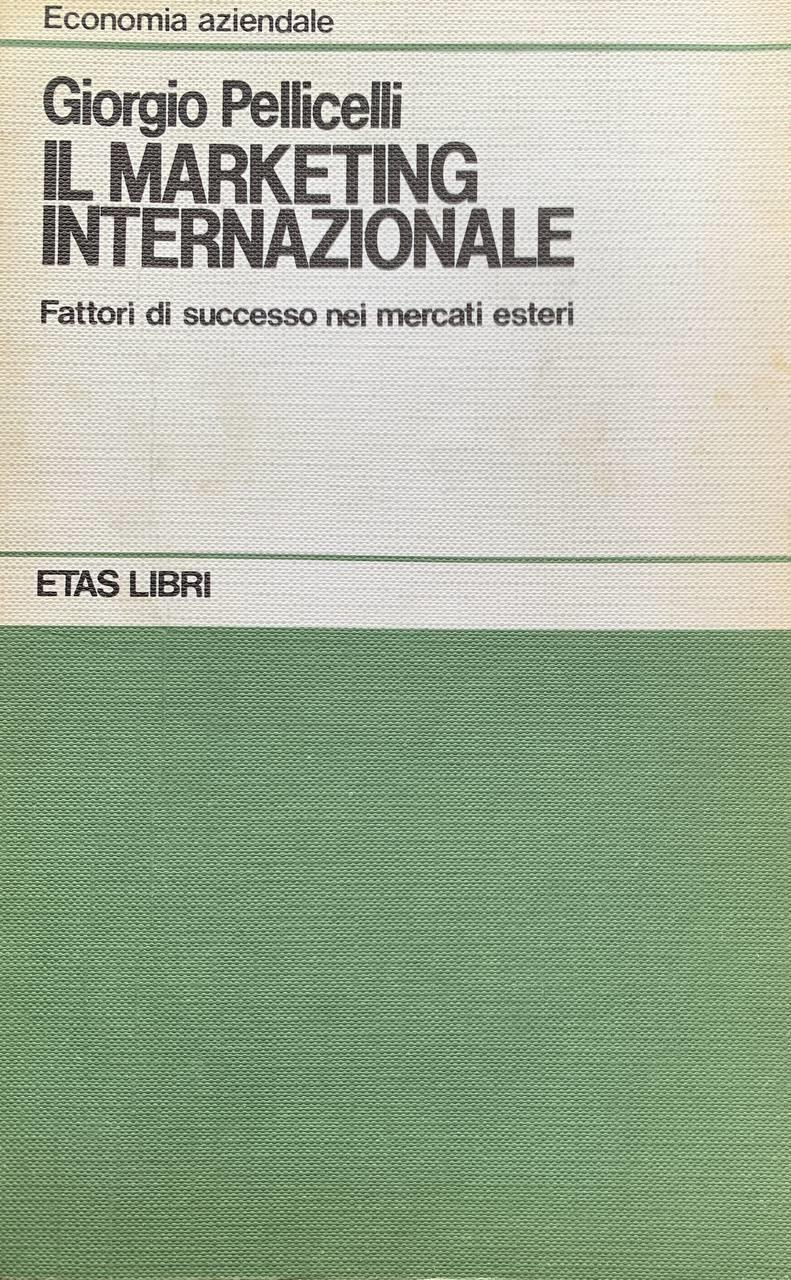 Economia aziendale
Giorgio Pellicelli
IL MARKETING
INTERNAZIONALE
Fattori di successo nei mercati esteri
ETAS LIBRI